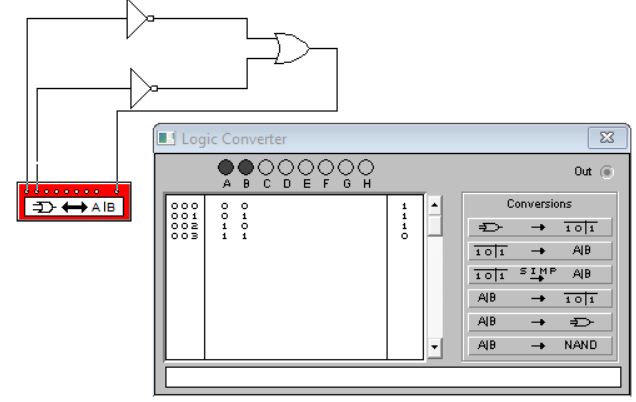 A|B
Logic Converter
Out
A B C D E F G H
000 0 0 1
001 0 1 1
002 1 0 1
003 1 1 0
Conversions
→ 1 0|1
1 0|1 → A|B
1 0|1 SIMP → A|B
A|B → 1 0|1
A|B →
A|B → NAND